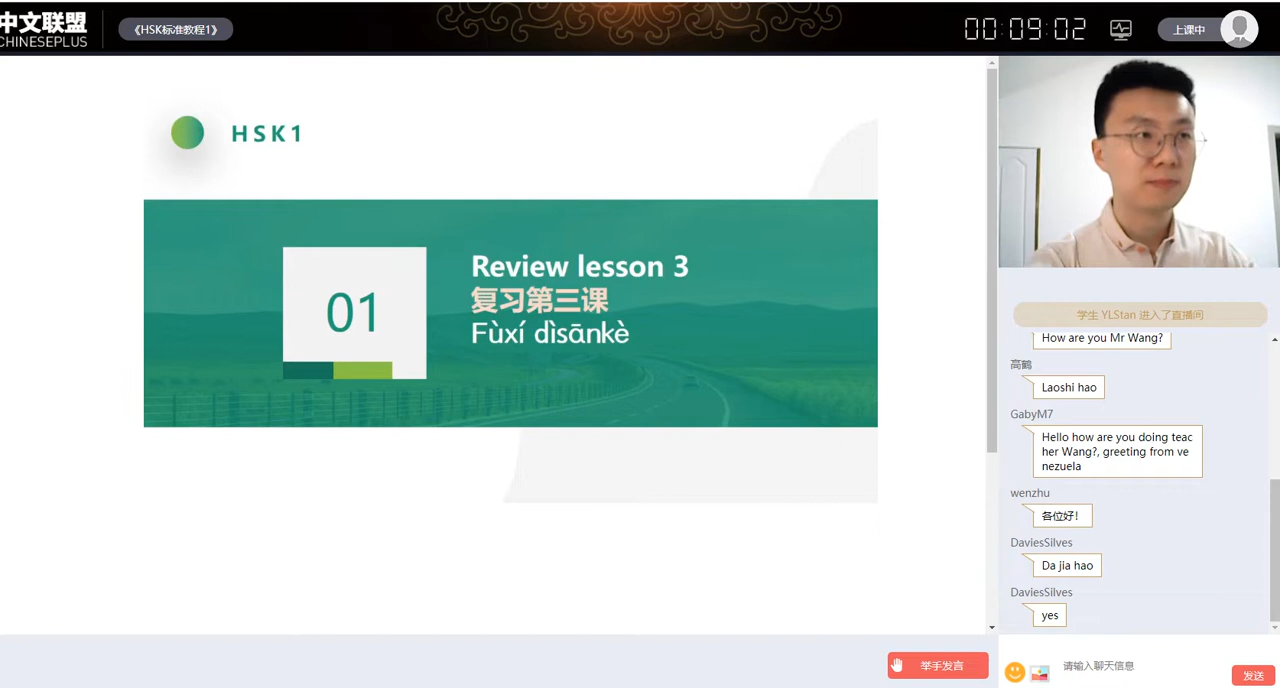 中文联盟
CHINESEPLUS
《HSK标准教程1》
00:09:02
上课中
HSK1
01
Review lesson 3
复习第三课
Fùxí dìsānkè
学生 YLStan 进入了直播间
How are you Mr Wang?
高鹤
Laoshi hao
GabyM7
Hello how are you doing teac
her Wang?, greeting from ve
nezuela
wenzhu
各位好！
DaviesSilves
Da jia hao
DaviesSilves
yes
举手发言
请输入聊天信息
发送